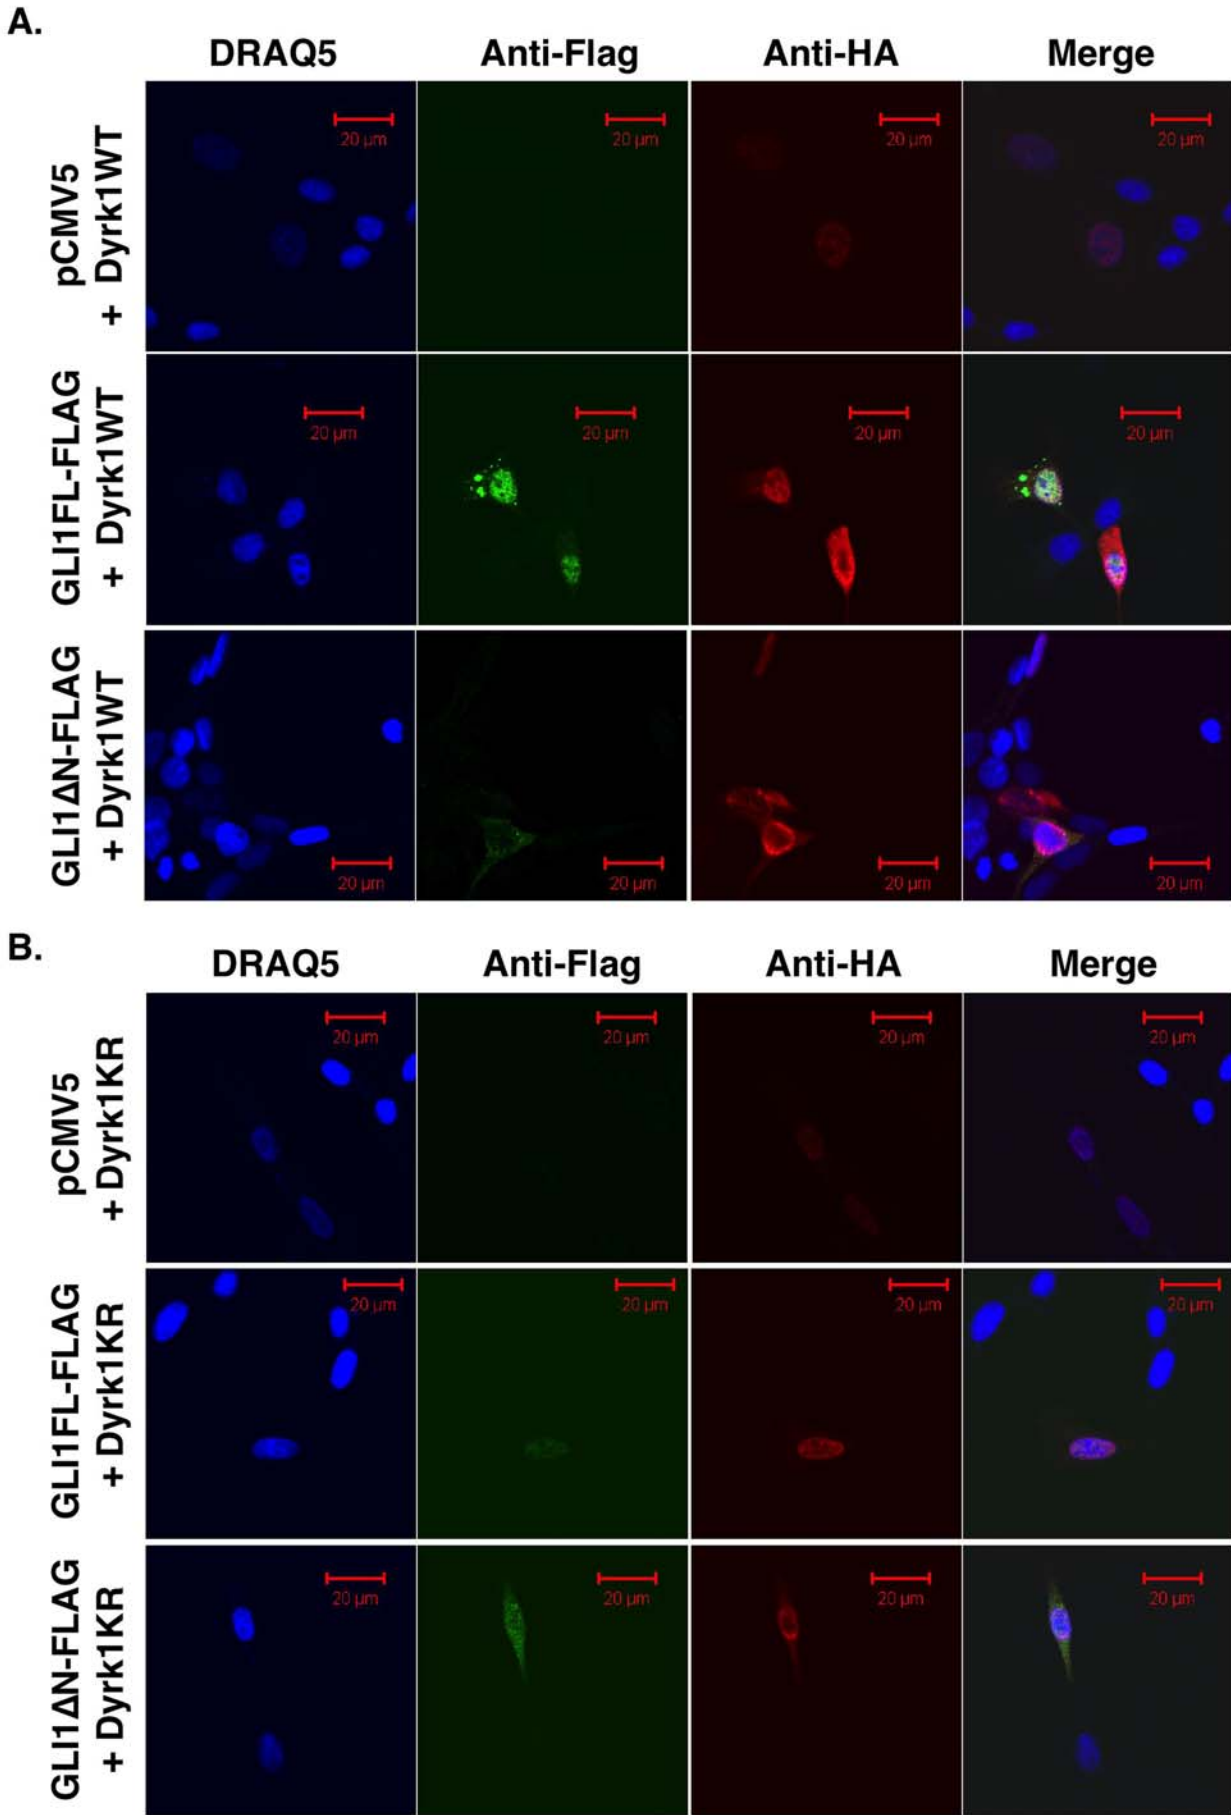 A.
DRAQ5 Anti-Flag Anti-HA Merge
pCMV5
+ Dyrk1WT
20 µm 20 µm 20 µm 20 µm
GLI1FL-FLAG
+ Dyrk1WT
20 µm 20 µm 20 µm 20 µm
GLI1ΔN-FLAG
+ Dyrk1WT
20 µm 20 µm 20 µm 20 µm
B.
DRAQ5 Anti-Flag Anti-HA Merge
pCMV5
+ Dyrk1KR
20 µm 20 µm 20 µm 20 µm
GLI1FL-FLAG
+ Dyrk1KR
20 µm 20 µm 20 µm 20 µm
GLI1ΔN-FLAG
+ Dyrk1KR
20 µm 20 µm 20 µm 20 µm